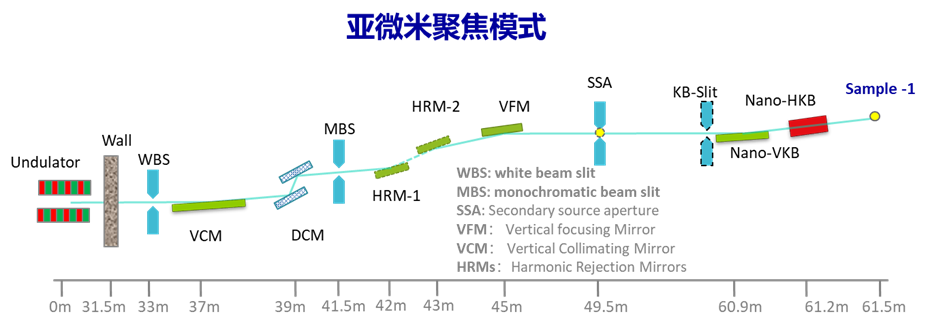 亚微米聚焦模式
Undulator
Wall
WBS
VCM
DCM
MBS
HRM-1
HRM-2
VFM
SSA
KB-Slit
Nano-VKB
Nano-HKB
Sample -1
WBS: white beam slit
MBS: monochromatic beam slit
SSA: Secondary source aperture
VFM： Vertical focusing Mirror
VCM： Vertical Collimating Mirror
HRMs： Harmonic Rejection Mirrors
0m 31.5m 33m 37m 39m 41.5m 42m 43m 45m 49.5m 60.9m 61.2m 61.5m